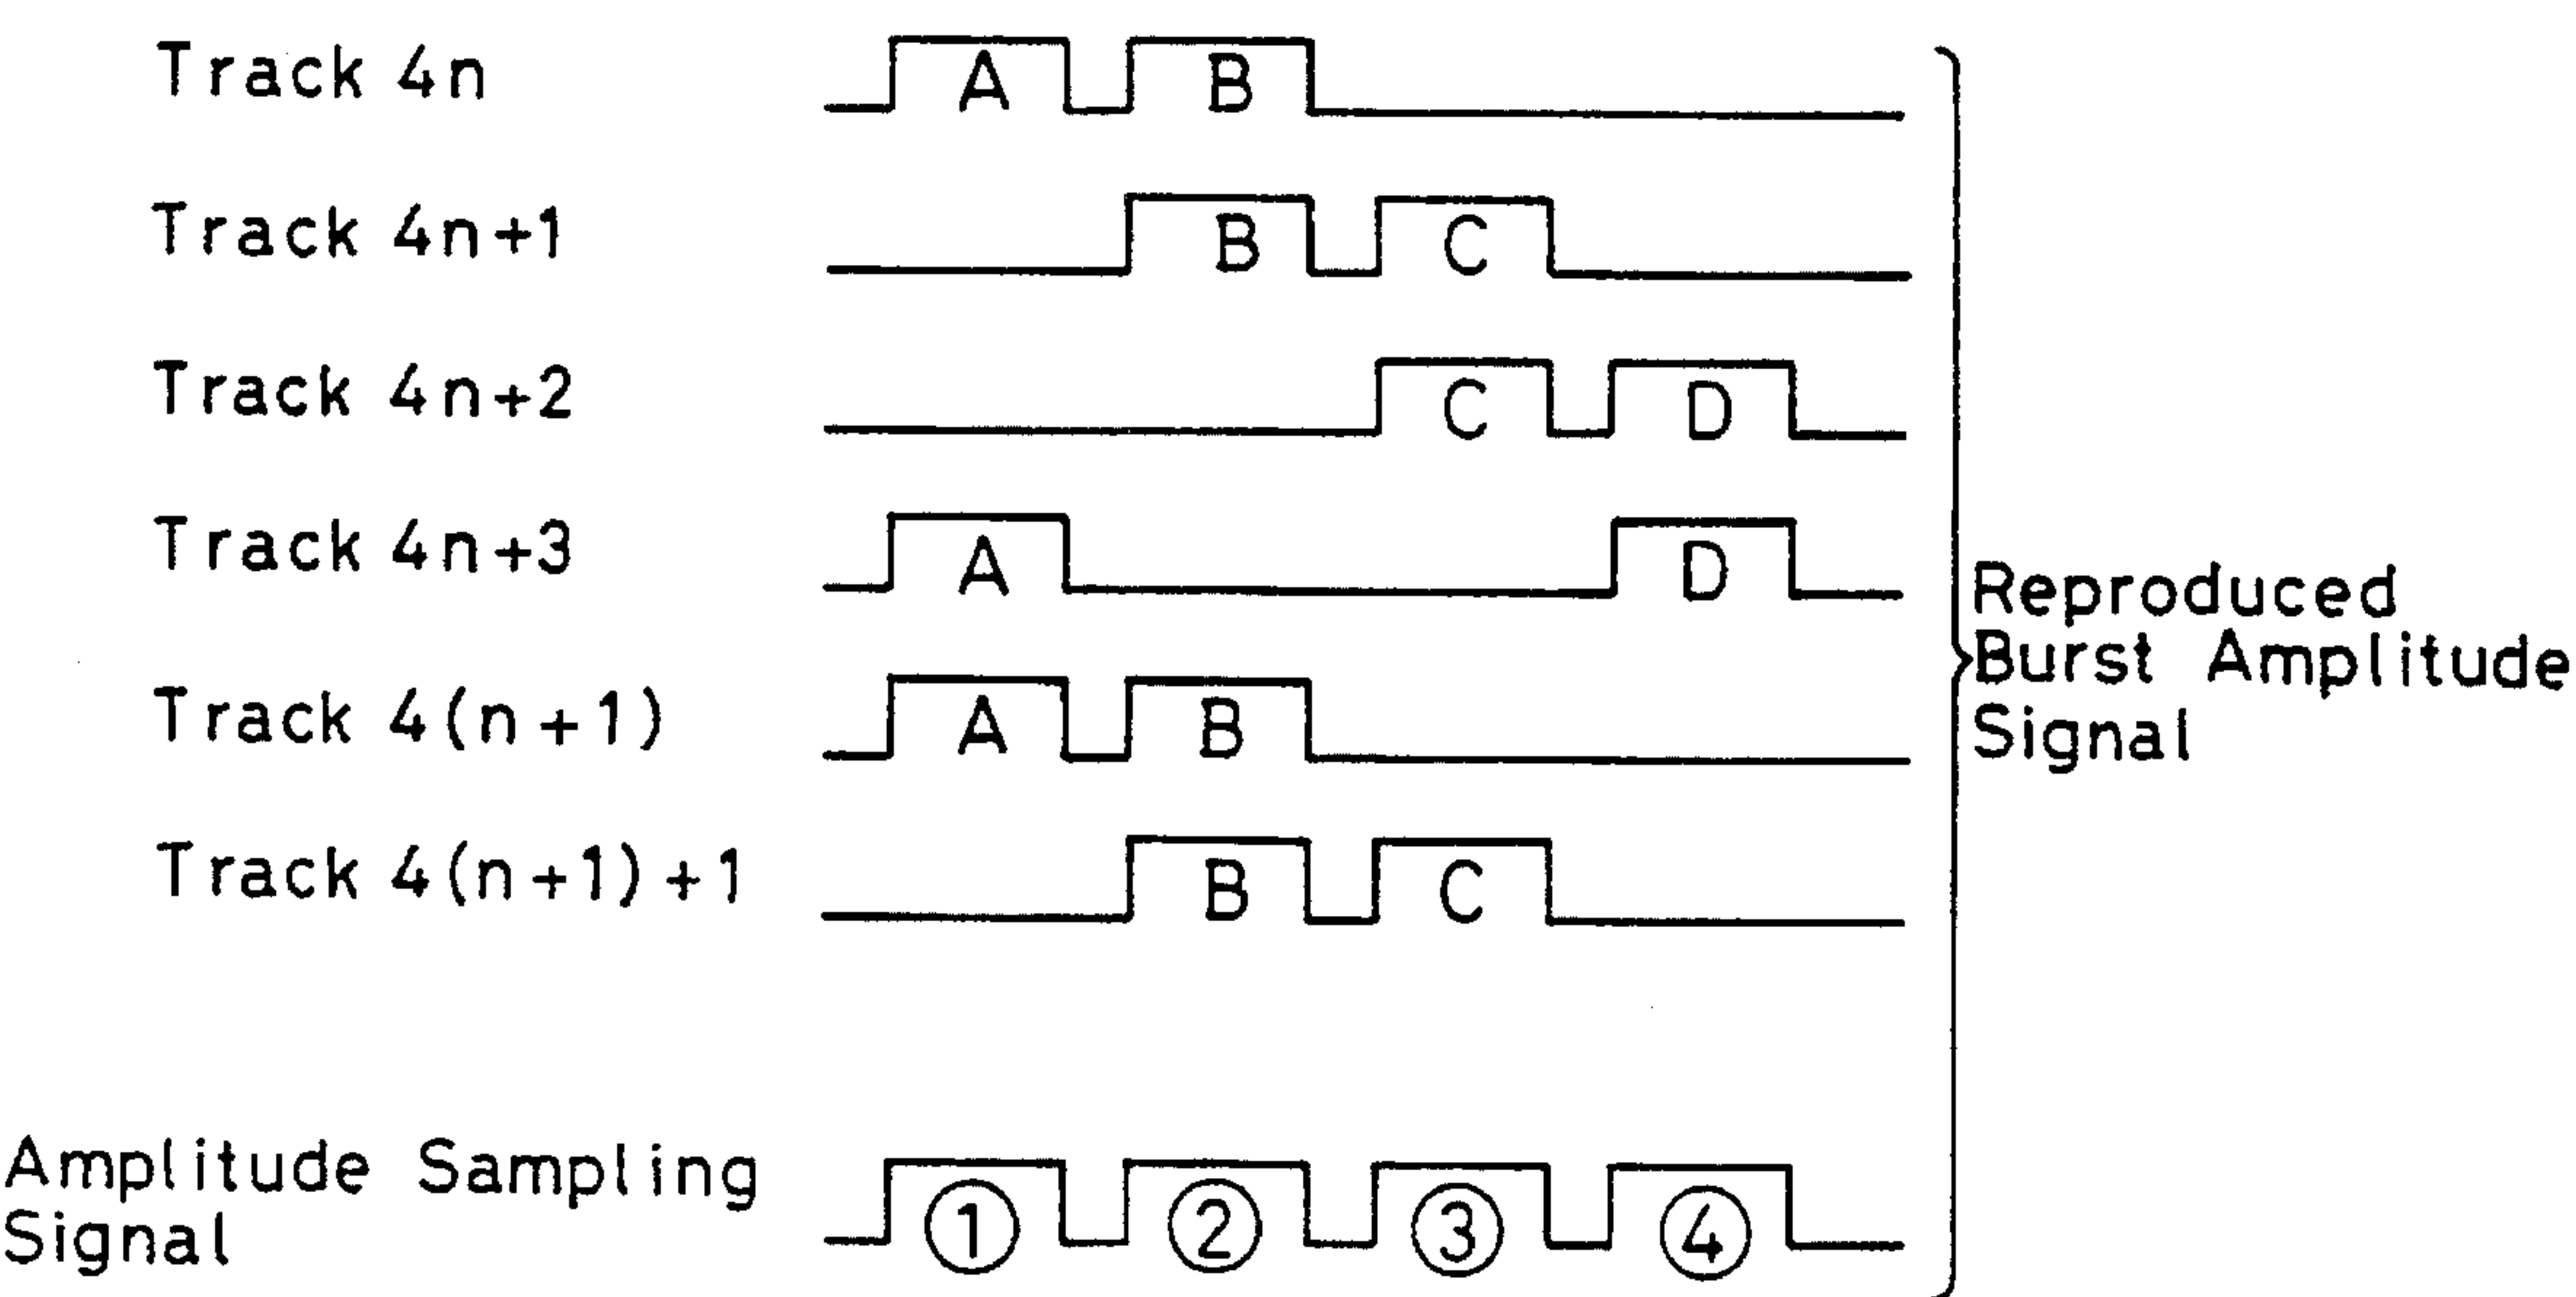 Track 4n
A B
Track 4n+1
B C
Track 4n+2
C D
Track 4n+3
A D
Track 4(n+1)
A B
Track 4(n+1)+1
B C
Reproduced
Burst Amplitude
Signal
Amplitude Sampling
Signal
① ② ③ ④